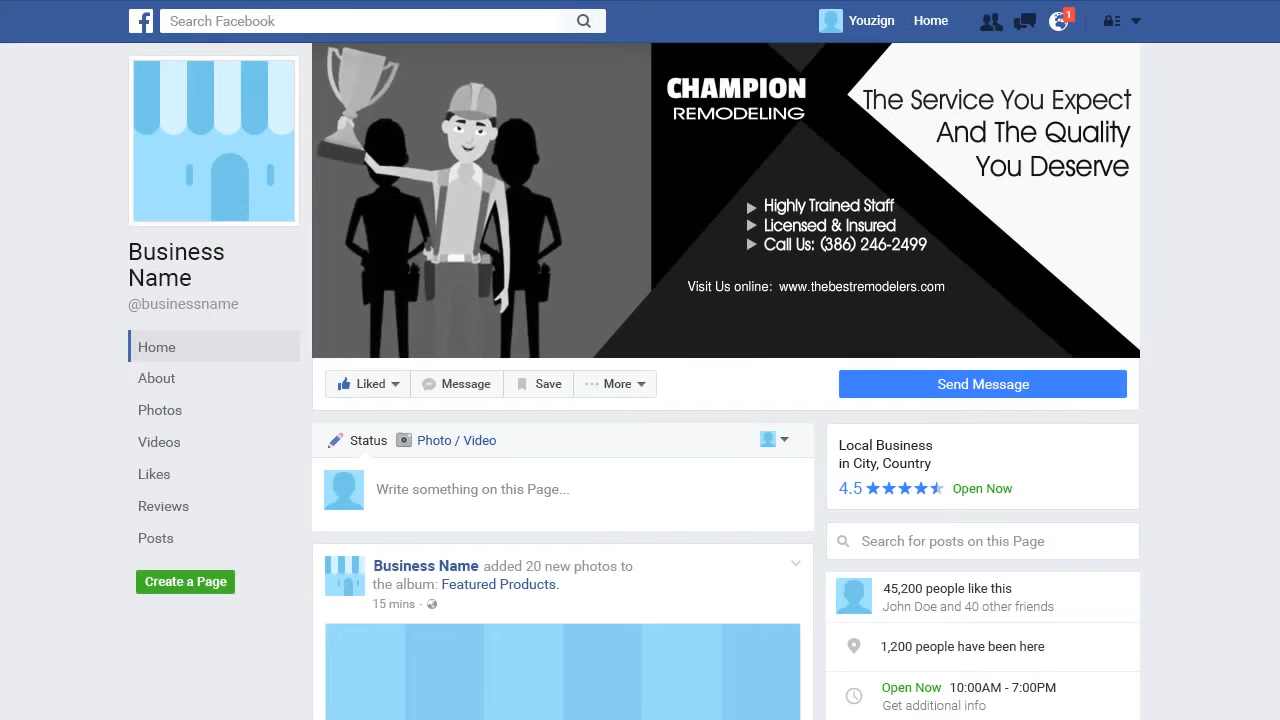 Search Facebook
Youzign
Home
1
CHAMPION
REMODELING
The Service You Expect
And The Quality
You Deserve
Highly Trained Staff
Licensed & Insured
Call Us: (386) 246-2499
Visit Us online: www.thebestremodelers.com
Business
Name
@businessname
Home
About
Photos
Videos
Likes
Reviews
Posts
Create a Page
Liked
Message
Save
More
Send Message
Status
Photo / Video
Write something on this Page...
Business Name added 20 new photos to
the album: Featured Products.
15 mins ·
Local Business
in City, Country
4.5
Open Now
Search for posts on this Page
45,200 people like this
John Doe and 40 other friends
1,200 people have been here
Open Now 10:00AM - 7:00PM
Get additional info